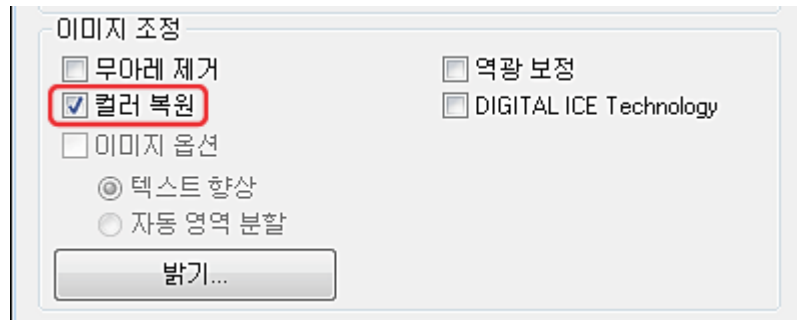 이미지 조정
무아레 제거
역광 보정
컬러 복원
DIGITAL ICE Technology
이미지 옵션
텍스트 향상
자동 영역 분할
밝기...